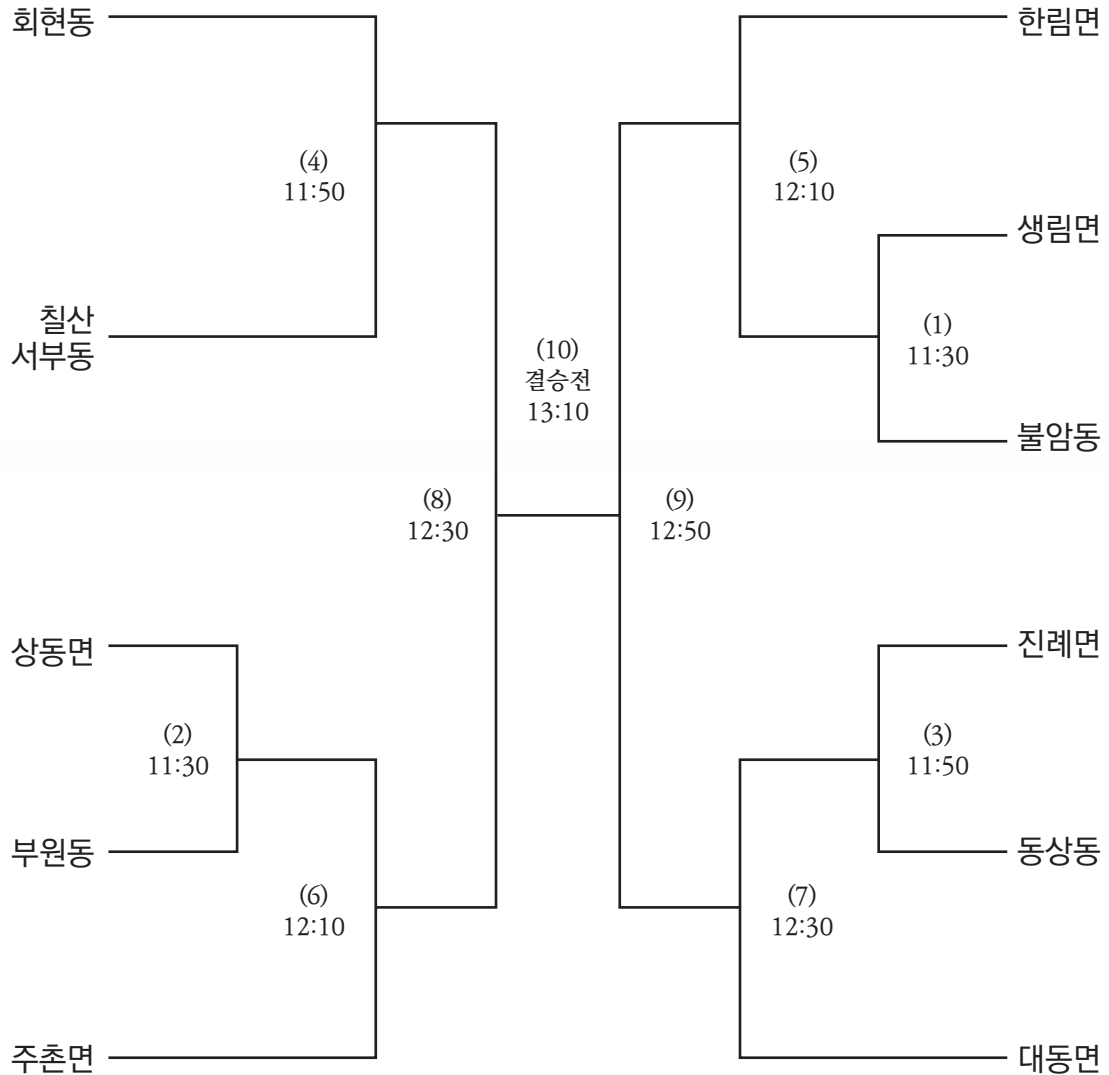 회현동
(4)
11:50
칠산
서부동
상동면
(2)
11:30
부원동
(6)
12:10
주촌면
(8)
12:30
(10)
결승전
13:10
(9)
12:50
한림면
(5)
12:10
생림면
(1)
11:30
불암동
진례면
(3)
11:50
동상동
(7)
12:30
대동면